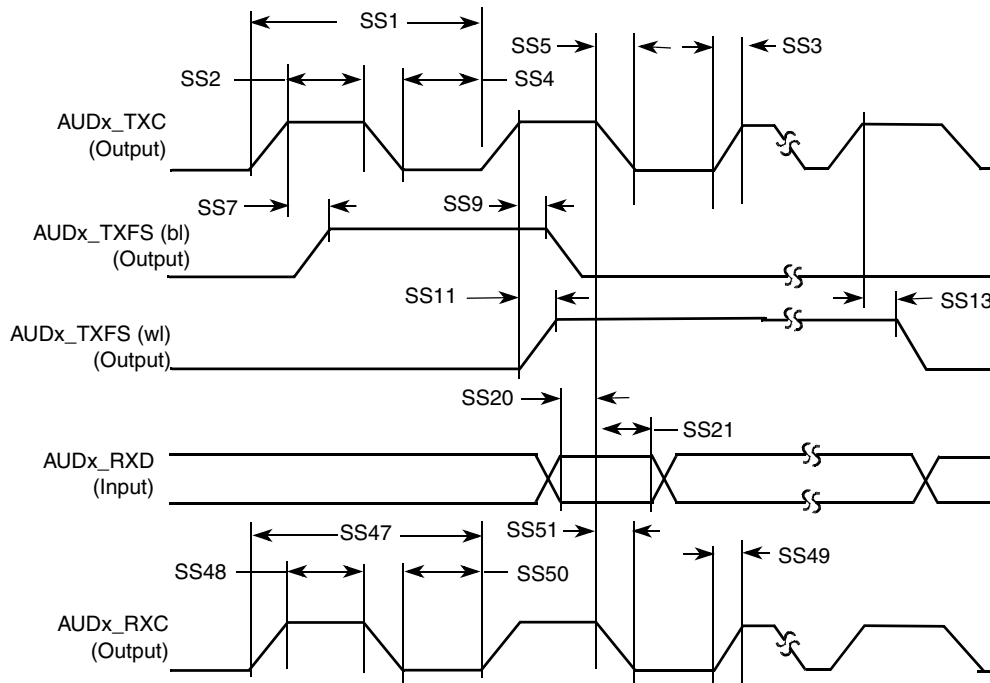 SS1
SS5
SS3
SS2
SS4
AUDx_TXC
(Output)
SS7
SS9
AUDx_TXFS (bl)
(Output)
SS11
SS13
AUDx_TXFS (wl)
(Output)
SS20
SS21
AUDx_RXD
(Input)
SS47
SS51
SS49
SS48
SS50
AUDx_RXC
(Output)